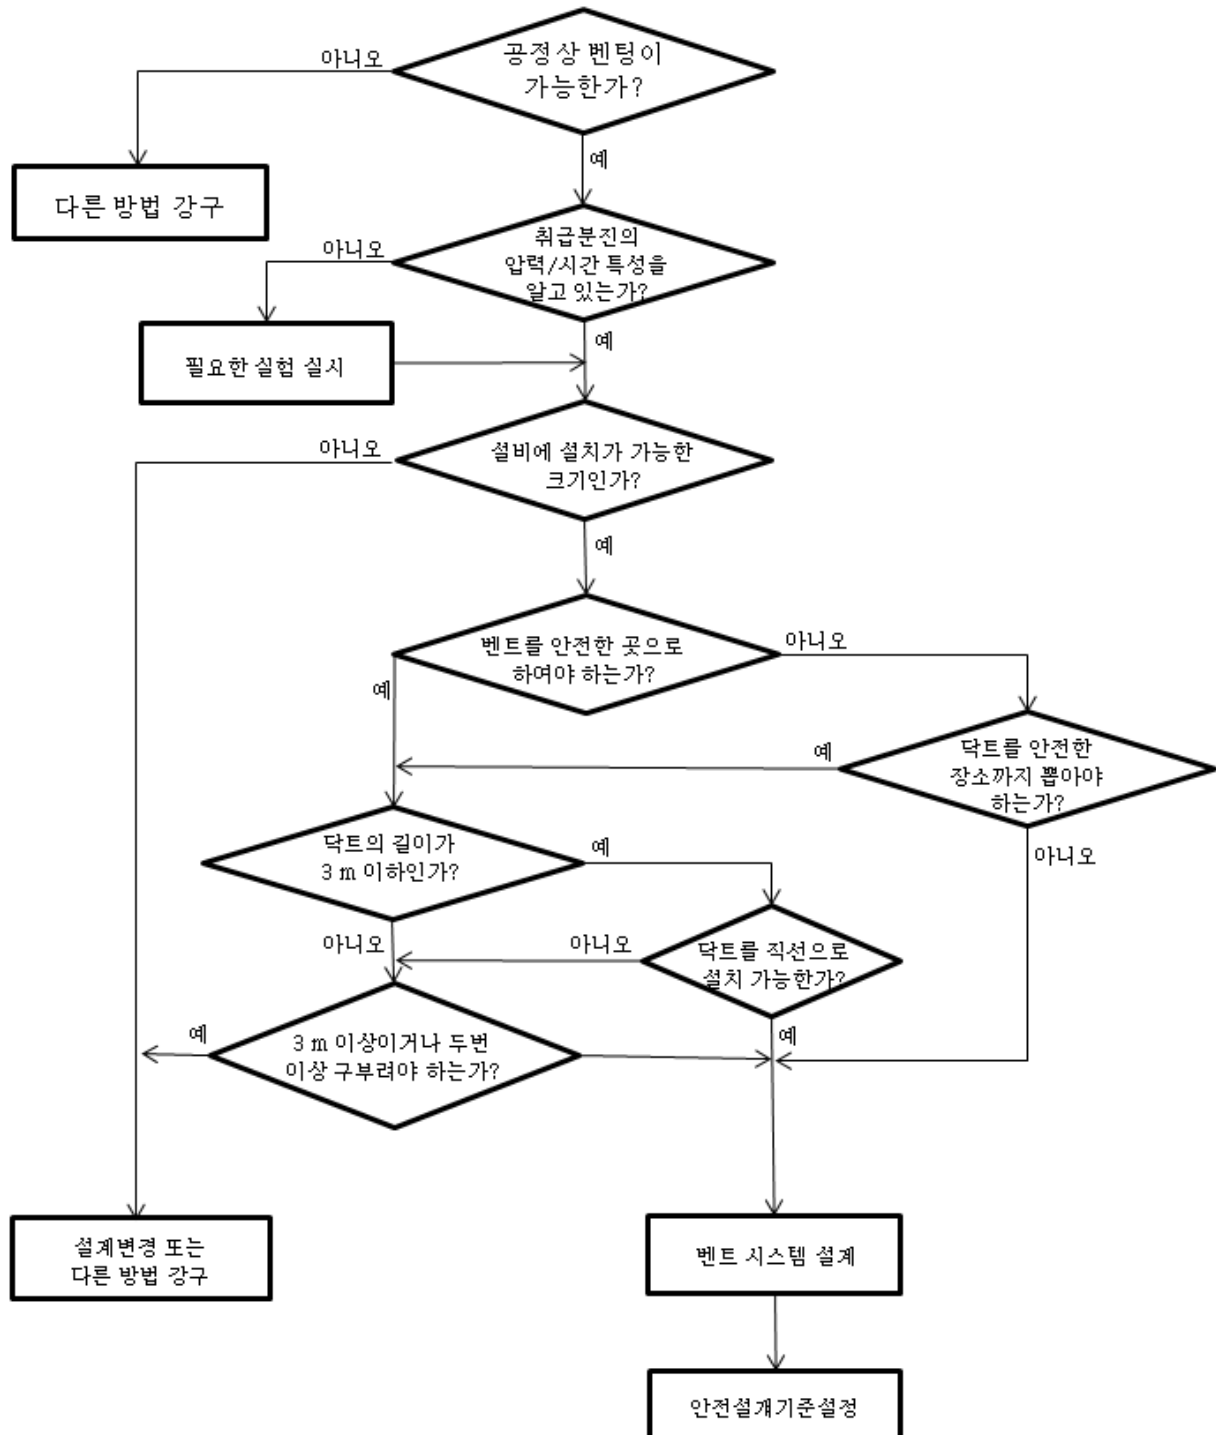 공정상 벤팅이
가능한가?
아니오
예
다른 방법 강구
취급분진의
압력/시간 특성을
알고 있는가?
아니오
예
필요한 실험 실시
설비에 설치가 가능한
크기인가?
아니오
예
벤트를 안전한 곳으로
하여야 하는가?
아니오
예
닥트를 안전한
장소까지 뽑아야
하는가?
예
아니오
닥트의 길이가
3 m 이하인가?
예
아니오
닥트를 직선으로
설치 가능한가?
아니오
예
3 m 이상이거나 두번
이상 구부려야 하는가?
예
설계변경 또는
다른 방법 강구
벤트 시스템 설계
안전설걔기준설정